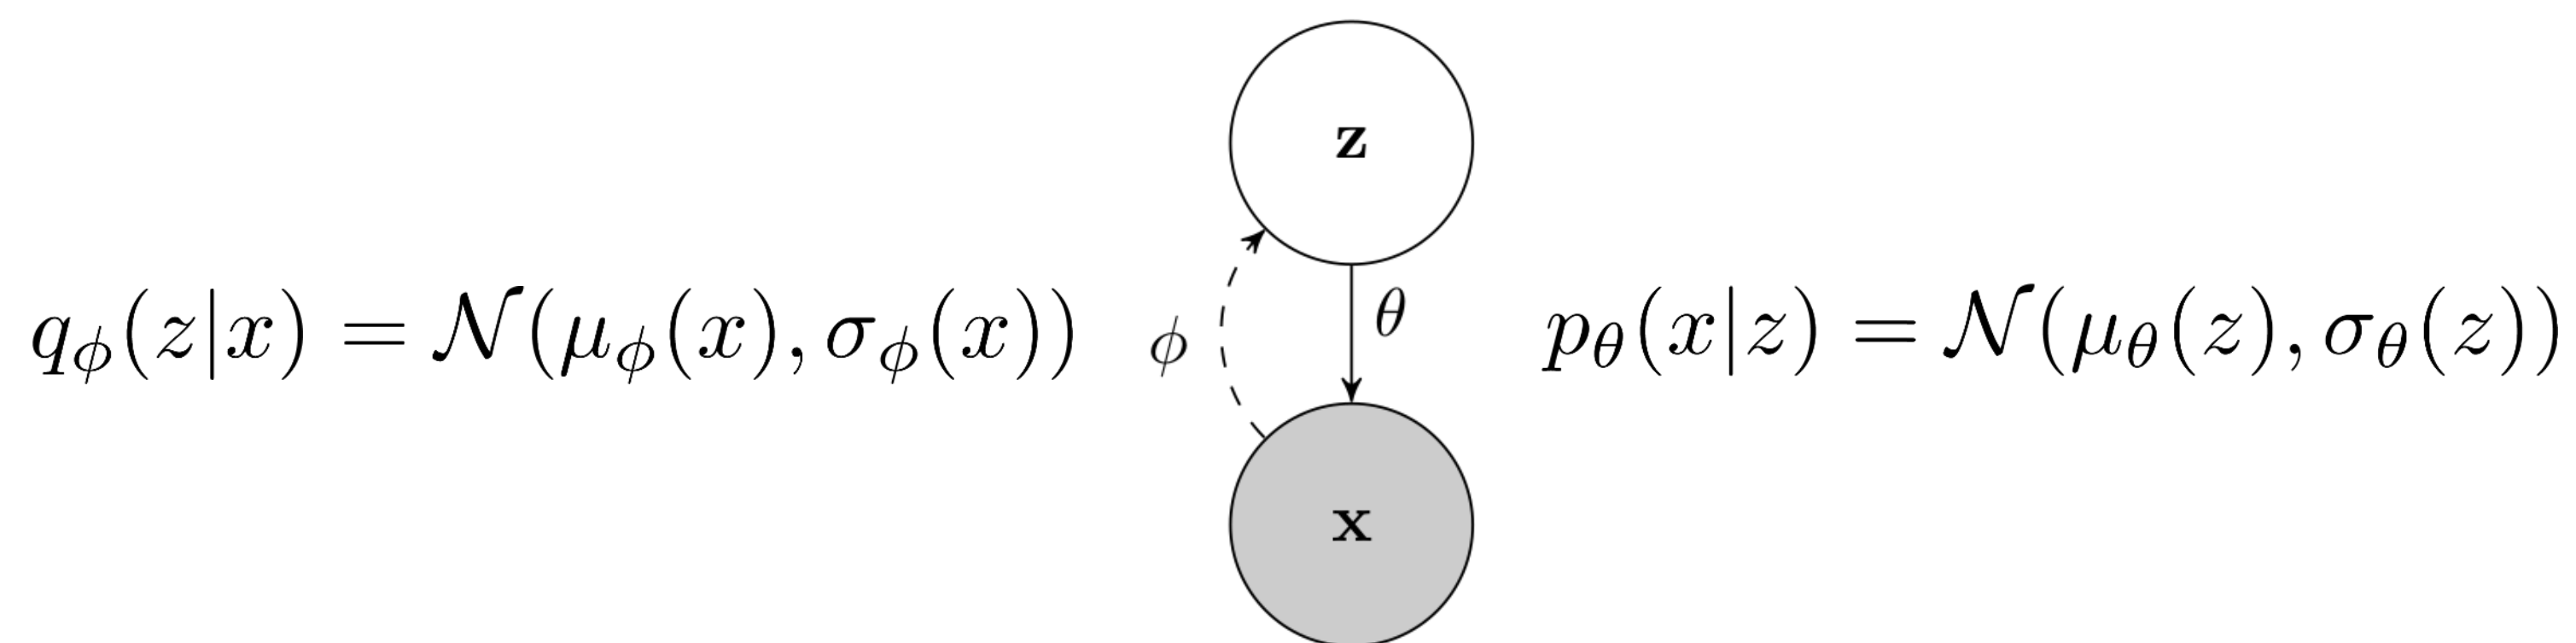 z
q_ϕ(z|x) = 𝒩(μ_ϕ(x), σ_ϕ(x))
ϕ
θ
p_θ(x|z) = 𝒩(μ_θ(z), σ_θ(z))
x